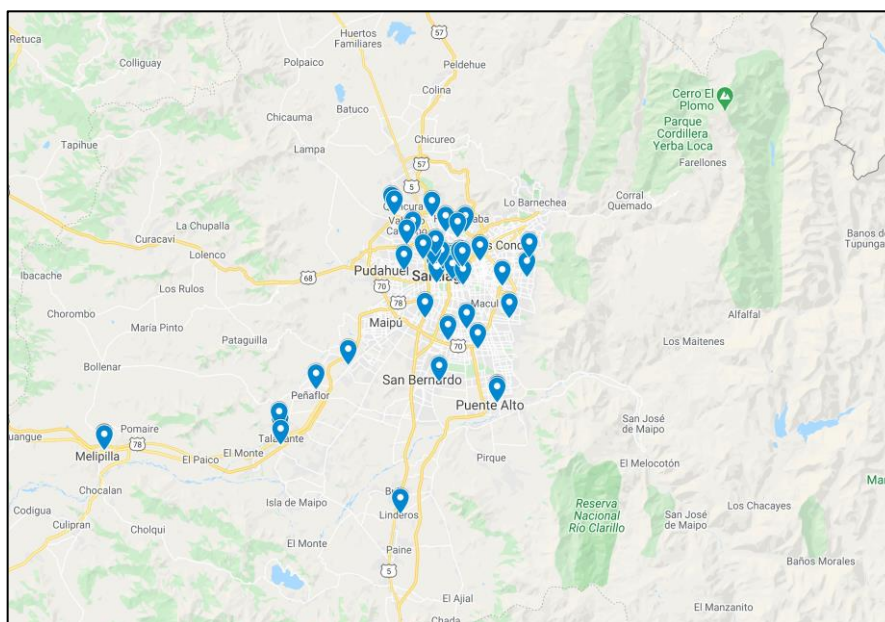 Retuca
Colliguay
Polpaico
Huertos
Familiares
57
Peldehue
Colina
Batuco
Chicauma
Lampa
Chicureo
57
5
Tapihue
Cerro El
Plomo
Parque
Cordillera
Yerba Loca
Farellones
Lo Barnechea
Corral
Quemado
Ibacache
La Chupalla
Curacaví
Lolenco
68
Pudahuel
70
78
Los Rulos
Chorombo
María Pinto
Maipú
Macul
Baños de
Pataguilla
Alfalfal
Los Maitenes
Bollenar
70
Peñaflor
San Bernardo
Puente Alto
Pomaire
78
Melipilla
El Paico
El Monte
San José
de Maipo
Pirque
El Melocotón
Chocalan
Codigua
Culipran
Cholqui
Isla de Maipo
Linderos
El Monte
Paine
5
El Ajial
Reserva
Nacional
Río Clarillo
San José
de Maipo
Los Chacayes
Baños Morales
El Manzanito